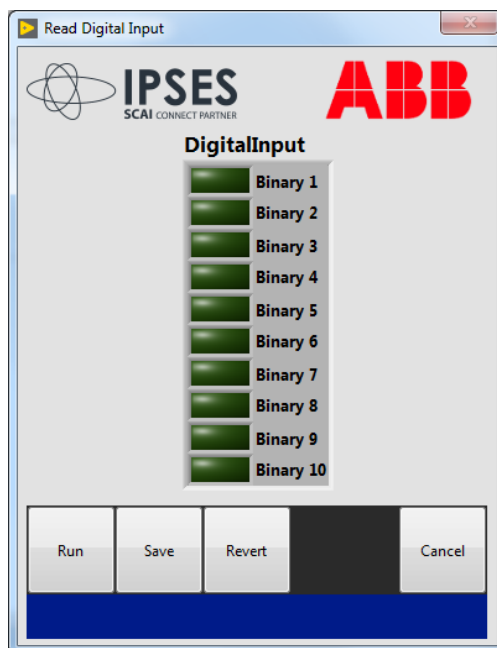 Read Digital Input
IPSES
SCAI CONNECT PARTNER
ABB
DigitalInput
Binary 1
Binary 2
Binary 3
Binary 4
Binary 5
Binary 6
Binary 7
Binary 8
Binary 9
Binary 10
Run Save Revert Cancel